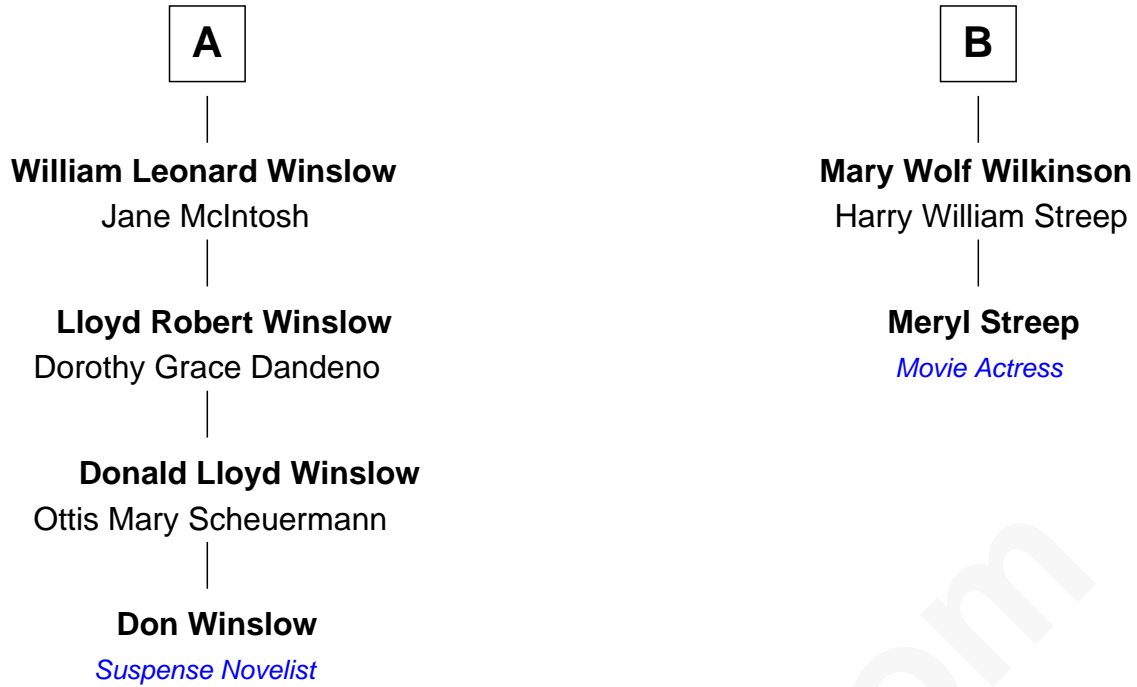 A
William Leonard Winslow
Jane McIntosh
Lloyd Robert Winslow
Dorothy Grace Dandeno
Donald Lloyd Winslow
Ottis Mary Scheuermann
Don Winslow
Suspense Novelist
B
Mary Wolf Wilkinson
Harry William Streep
Meryl Streep
Movie Actress
om